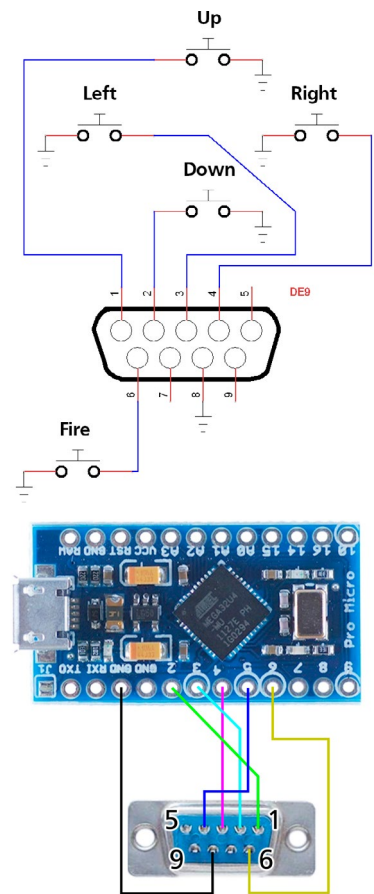 Up
Left
Right
Down
1 2 3 4 5
DE9
6 7 8 9
Fire
RAW GND RST VCC A3 A2 A1 A0 15 14 16 10
MEGA32U4
Pro Micro
J1 TXO RXI GND GND 2 3 4 5 6 7 8 9
5 1
9 6